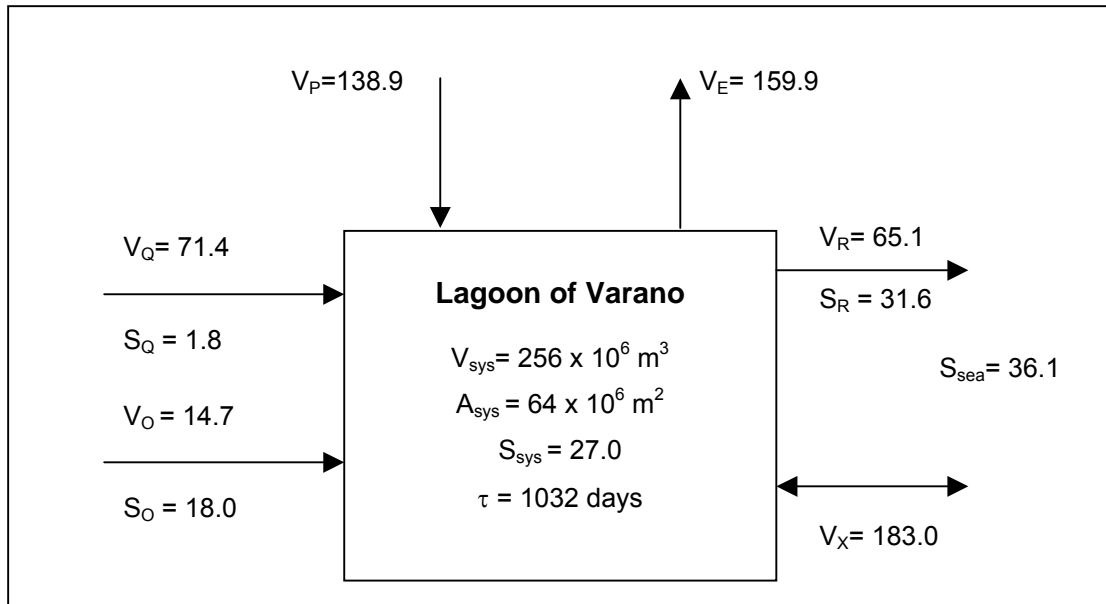 V_P=138.9
V_E= 159.9
V_Q= 71.4
S_Q = 1.8
V_O = 14.7
S_O = 18.0
Lagoon of Varano
V_sys= 256 x 10^6 m^3
A_sys = 64 x 10^6 m^2
S_sys = 27.0
τ = 1032 days
V_R= 65.1
S_R = 31.6
S_sea= 36.1
V_X= 183.0